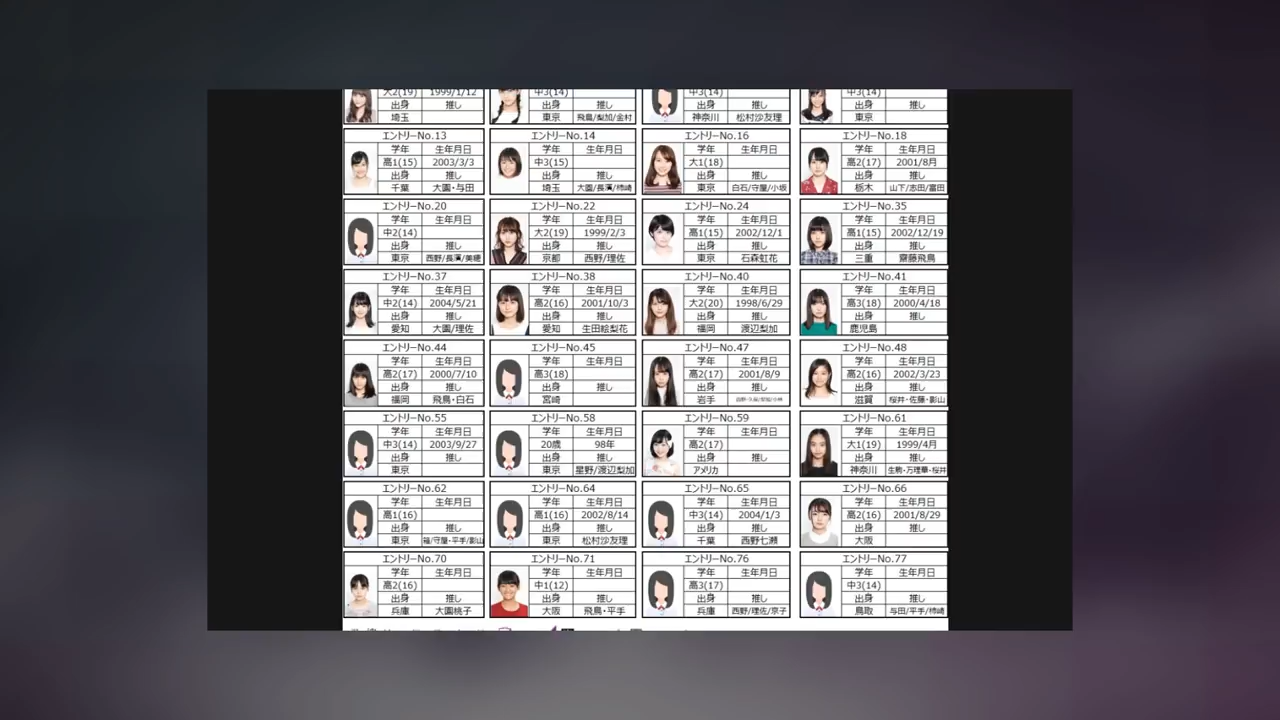 大2(19) 1999/1/12 中3(14) 中3(14) 中3(14)
出身 推し 出身 推し 出身 推し 出身 推し
埼玉 東京 飛鳥/梨加/金村 神奈川 松村沙友理 東京
エントリーNo.13 エントリーNo.14 エントリーNo.16 エントリーNo.18
学年 生年月日 学年 生年月日 学年 生年月日 学年 生年月日
高1(15) 2003/3/3 中3(15) 大1(18) 高2(17) 2001/8月
出身 推し 出身 推し 出身 推し 出身 推し
千葉 大園・与田 埼玉 大園/長濱/柿崎 東京 白石/守屋/小坂 栃木 山下/志田/冨田
エントリーNo.20 エントリーNo.22 エントリーNo.24 エントリーNo.35
学年 生年月日 学年 生年月日 学年 生年月日 学年 生年月日
中2(14) 大2(19) 1999/2/3 高1(15) 2002/12/1 高1(15) 2002/12/19
出身 推し 出身 推し 出身 推し 出身 推し
東京 西野/長濱/美穂 京都 西野/理佐 東京 石森虹花 三重 齋藤飛鳥
エントリーNo.37 エントリーNo.38 エントリーNo.40 エントリーNo.41
学年 生年月日 学年 生年月日 学年 生年月日 学年 生年月日
中2(14) 2004/5/21 高2(16) 2001/10/3 大2(20) 1998/6/29 高3(18) 2000/4/18
出身 推し 出身 推し 出身 推し 出身 推し
愛知 大園/理佐 愛知 生田絵梨花 福岡 渡辺梨加 鹿児島
エントリーNo.44 エントリーNo.45 エントリーNo.47 エントリーNo.48
学年 生年月日 学年 生年月日 学年 生年月日 学年 生年月日
高2(17) 2000/7/10 高3(18) 高2(17) 2001/8/9 高2(16) 2002/3/23
出身 推し 出身 推し 出身 推し 出身 推し
福岡 飛鳥・白石 宮崎 岩手 滋賀 桜井・佐藤・影山
エントリーNo.55 エントリーNo.58 エントリーNo.59 エントリーNo.61
学年 生年月日 学年 生年月日 学年 生年月日 学年 生年月日
中3(14) 2003/9/27 20歳 98年 高2(17) 大1(19) 1999/4月
出身 推し 出身 推し 出身 推し 出身 推し
東京 東京 星野/渡辺梨加 アメリカ 神奈川 生駒・万理華・桜井
エントリーNo.62 エントリーNo.64 エントリーNo.65 エントリーNo.66
学年 生年月日 学年 生年月日 学年 生年月日 学年 生年月日
高1(16) 高1(16) 2002/8/14 中3(14) 2004/1/3 高2(16) 2001/8/29
出身 推し 出身 推し 出身 推し 出身 推し
東京 福/守屋・平手/影山 東京 松村沙友理 千葉 西野七瀬 大阪
エントリーNo.70 エントリーNo.71 エントリーNo.76 エントリーNo.77
学年 生年月日 学年 生年月日 学年 生年月日 学年 生年月日
高2(16) 中1(12) 高3(17) 中3(14)
出身 推し 出身 推し 出身 推し 出身 推し
兵庫 大園桃子 大阪 飛鳥・平手 兵庫 西野/理佐/京子 鳥取 与田/平手/柿崎